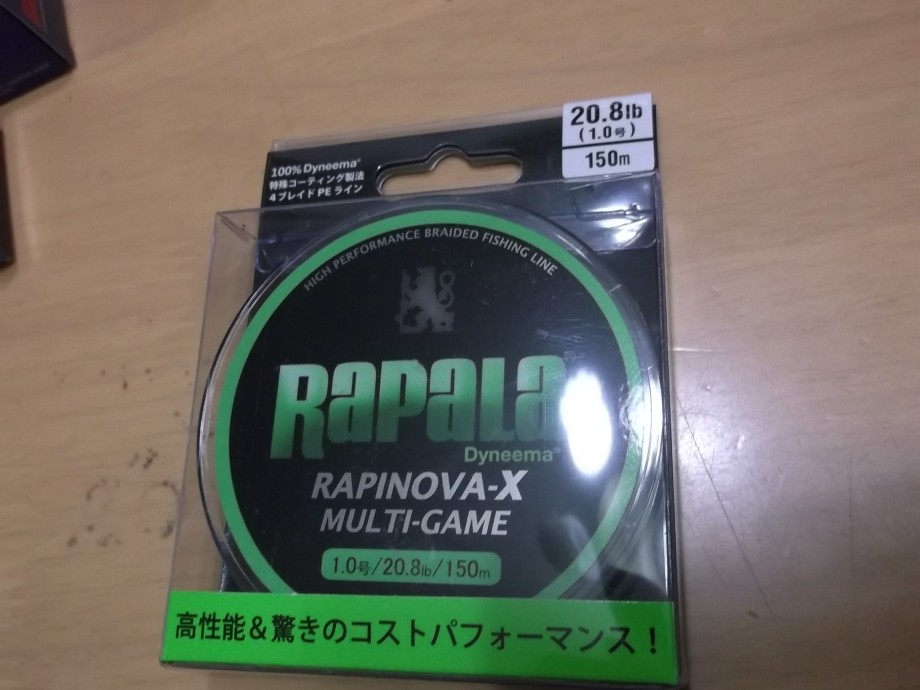 20.8lb
(1.0号)
150m
100% Dyneema®
特殊コーティング製法
4ブレイド PE ライン
HIGH PERFORMANCE BRAIDED FISHING LINE
RAPALA
Dyneema®
RAPINOVA-X
MULTI-GAME
1.0号/20.8lb/150m
高性能&驚きのコストパフォーマンス!